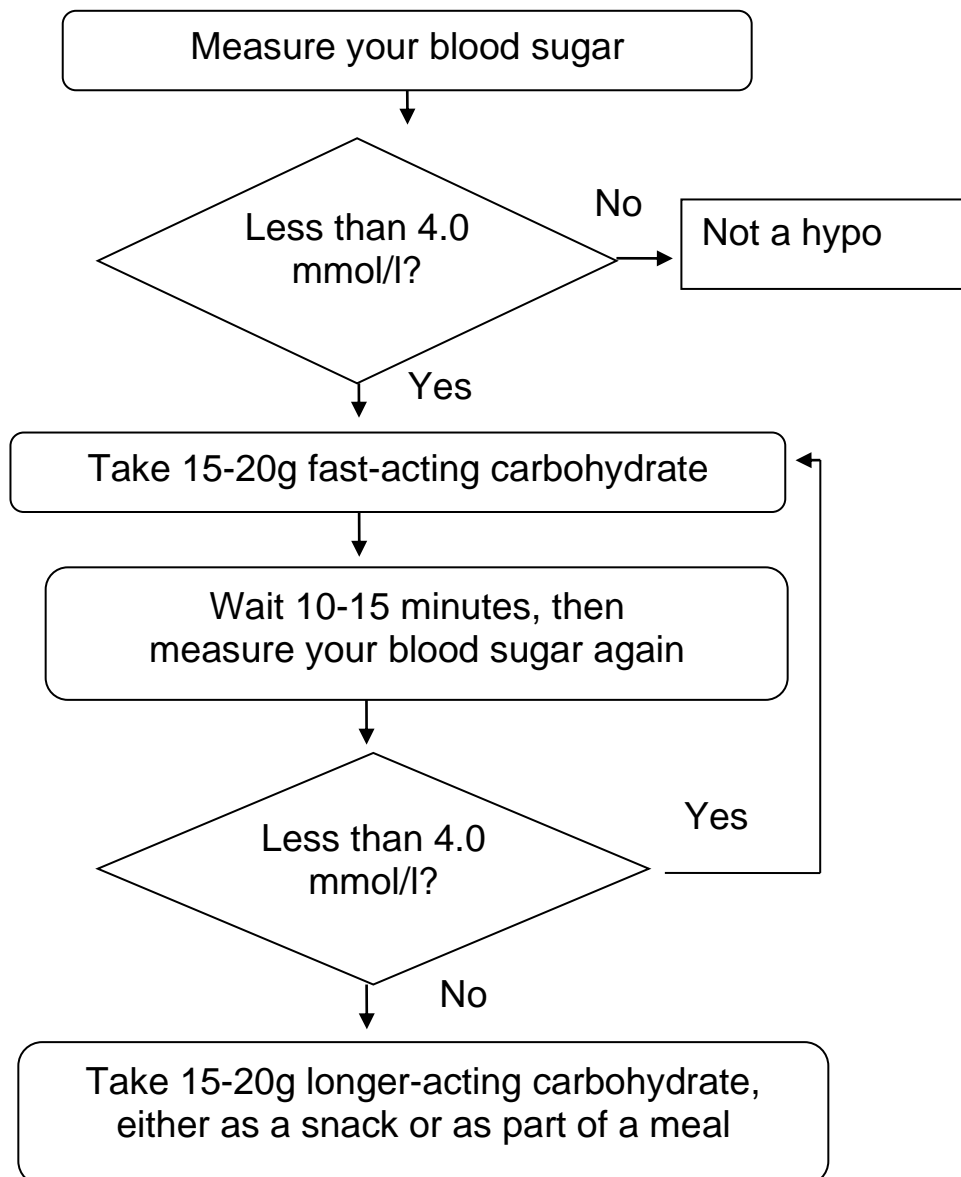 Measure your blood sugar
Less than 4.0
mmol/l?
No
Not a hypo
Yes
Take 15-20g fast-acting carbohydrate
Wait 10-15 minutes, then
measure your blood sugar again
Less than 4.0
mmol/l?
Yes
No
Take 15-20g longer-acting carbohydrate,
either as a snack or as part of a meal